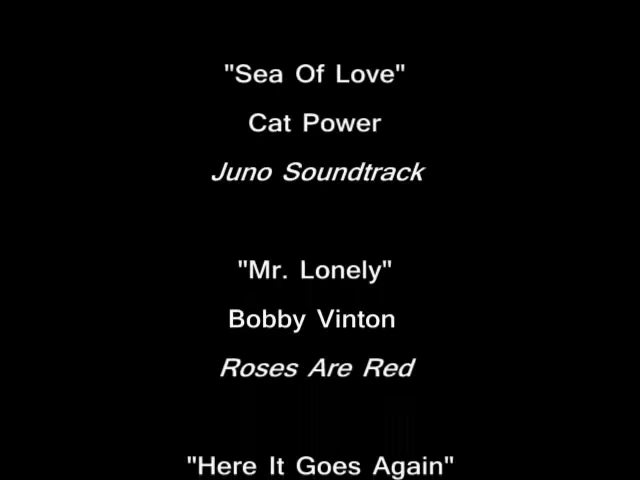 "Sea Of Love"
Cat Power
Juno Soundtrack
"Mr. Lonely"
Bobby Vinton
Roses Are Red
"Here It Goes Again"